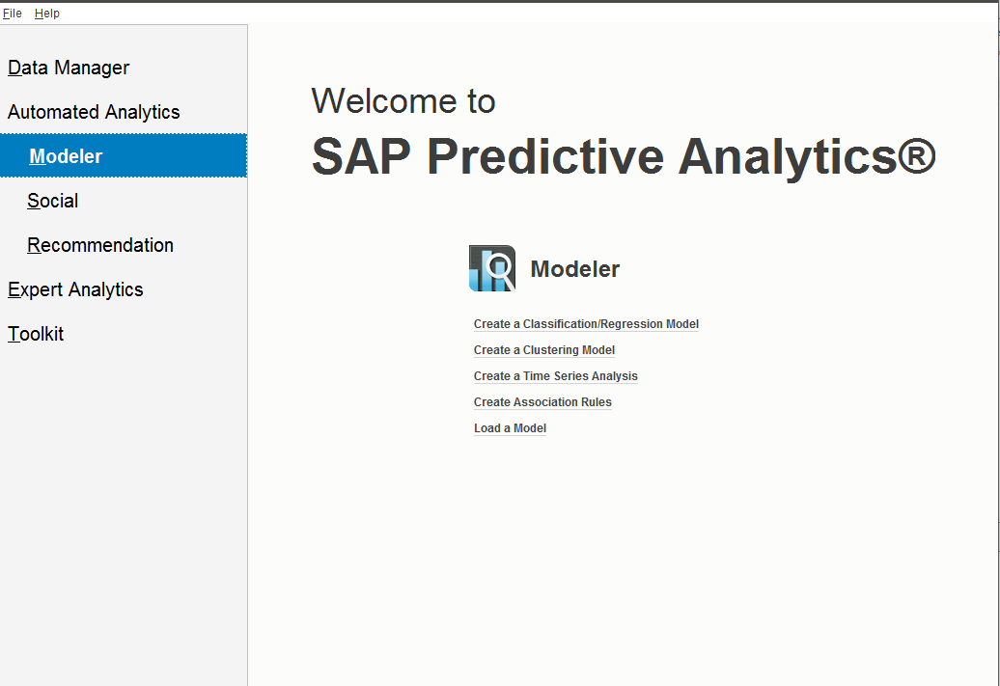 File Help
Data Manager
Automated Analytics
Modeler
Social
Recommendation
Expert Analytics
Toolkit
Welcome to
SAP Predictive Analytics®
Modeler
Create a Classification/Regression Model
Create a Clustering Model
Create a Time Series Analysis
Create Association Rules
Load a Model